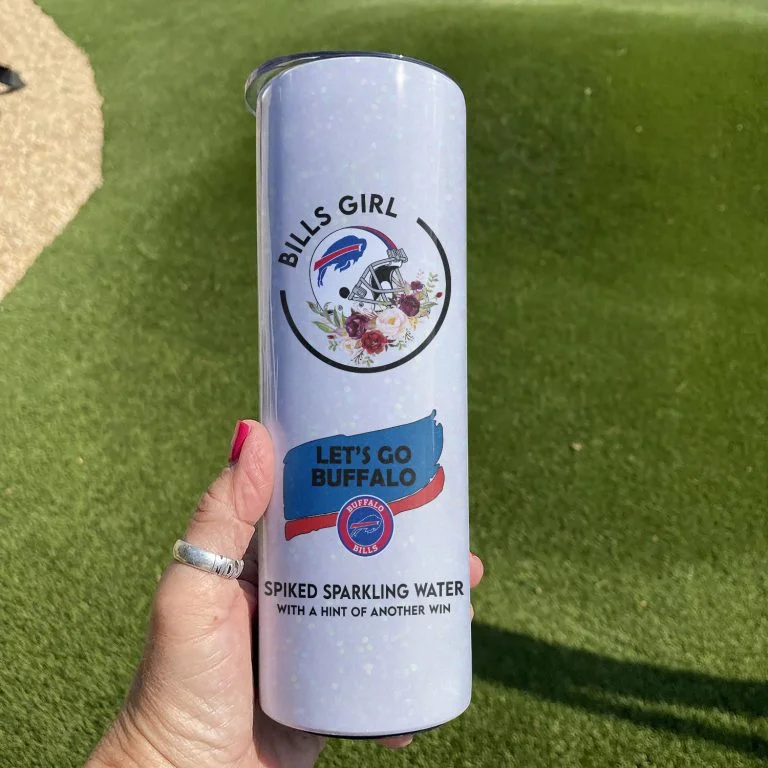 BILLS GIRL
LET'S GO
BUFFALO
BUFFALO
BILLS
SPIKED SPARKLING WATER
WITH A HINT OF ANOTHER WIN